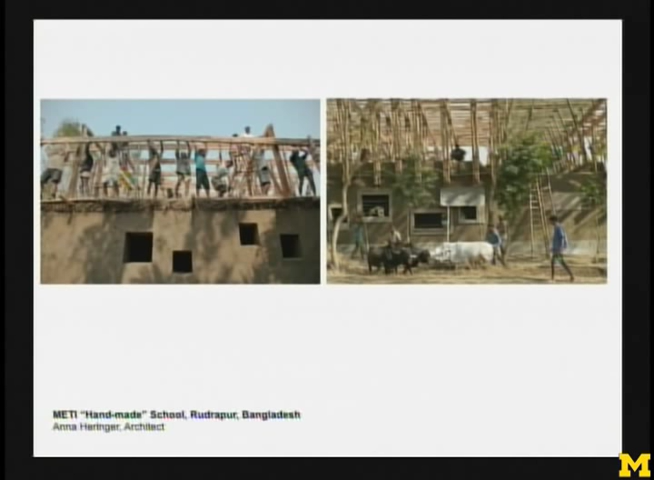 METI "Hand-made" School, Rudrapur, Bangladesh
Anna Heringer, Architect
M